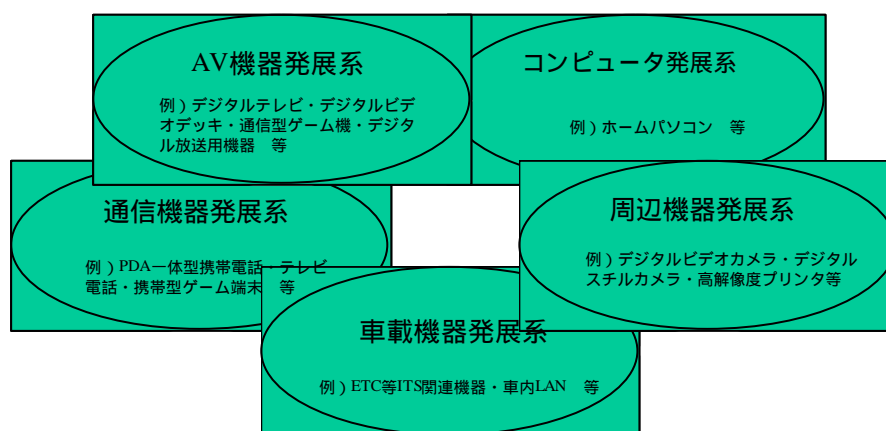 AV機器発展系
例）デジタルテレビ・デジタルビデ
オデッキ・通信型ゲーム機・デジタ
ル放送用機器　等
コンピュータ発展系
例）ホームパソコン　等
通信機器発展系
例）PDA一体型携帯電話・テレビ
電話・携帯型ゲーム端末　等
周辺機器発展系
例）デジタルビデオカメラ・デジタル
スチルカメラ・高解像度プリンタ等
車載機器発展系
例）ETC等ITS関連機器・車内LAN　等